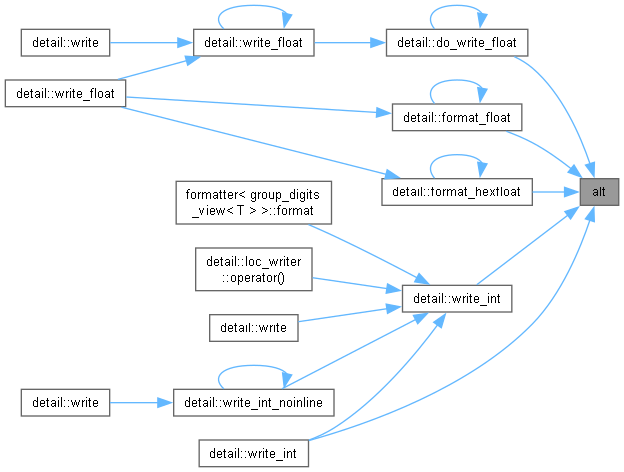 detail::write
detail::write_float
detail::do_write_float
detail::write_float
detail::format_float
detail::format_hexfloat
alt
formatter< group_digits
_view< T > >::format
detail::loc_writer
::operator()
detail::write_int
detail::write
detail::write
detail::write_int_noinline
detail::write_int